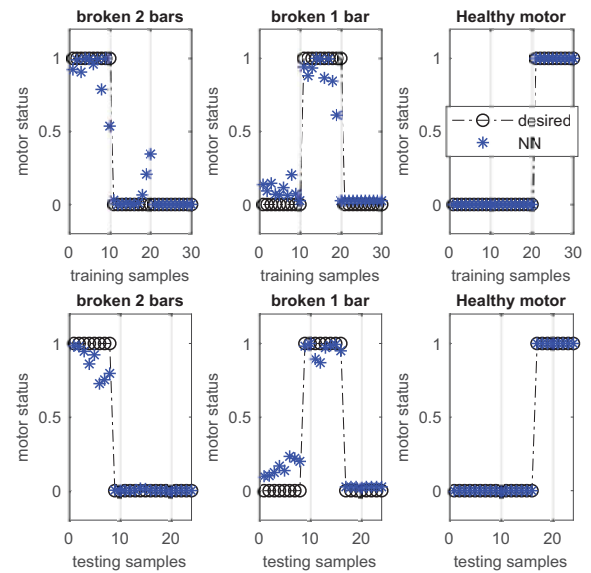 broken 2 bars
broken 1 bar
Healthy motor
motor status
1
0.5
0
0 10 20 30
training samples
motor status
1
0.5
0
0 10 20 30
training samples
motor status
1
0.5
0
0 10 20 30
training samples
desired
NN
broken 2 bars
broken 1 bar
Healthy motor
motor status
1
0.5
0
0 10 20
testing samples
motor status
1
0.5
0
0 10 20
testing samples
motor status
1
0.5
0
0 10 20
testing samples